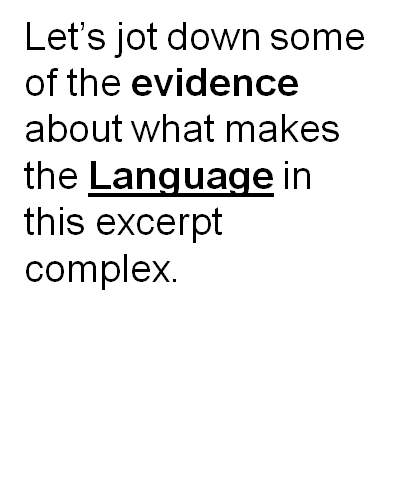 Let’s jot down some
of the evidence
about what makes
the Language in
this excerpt
complex.